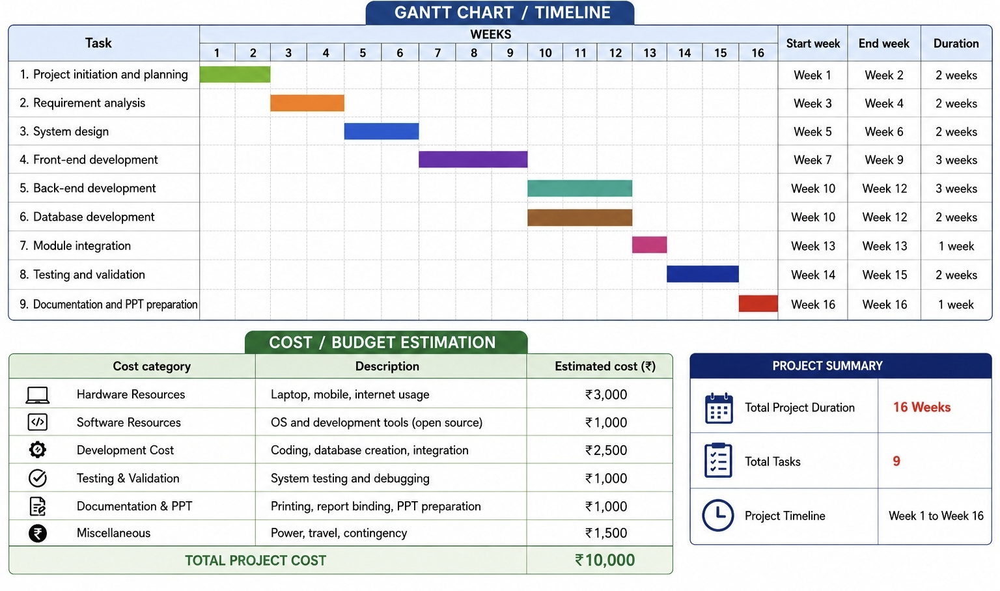 GANTT CHART / TIMELINE
Task WEEKS Start week End week Duration
1 2 3 4 5 6 7 8 9 10 11 12 13 14 15 16
1. Project initiation and planning Week 1 Week 2 2 weeks
2. Requirement analysis Week 3 Week 4 2 weeks
3. System design Week 5 Week 6 2 weeks
4. Front-end development Week 7 Week 9 3 weeks
5. Back-end development Week 10 Week 12 3 weeks
6. Database development Week 10 Week 12 2 weeks
7. Module integration Week 13 Week 13 1 week
8. Testing and validation Week 14 Week 15 2 weeks
9. Documentation and PPT preparation Week 16 Week 16 1 week
COST / BUDGET ESTIMATION
Cost category Description Estimated cost (₹)
Hardware Resources Laptop, mobile, internet usage ₹3,000
Software Resources OS and development tools (open source) ₹1,000
Development Cost Coding, database creation, integration ₹2,500
Testing & Validation System testing and debugging ₹1,000
Documentation & PPT Printing, report binding, PPT preparation ₹1,000
₹ Miscellaneous Power, travel, contingency ₹1,500
TOTAL PROJECT COST ₹10,000
PROJECT SUMMARY
Total Project Duration 16 Weeks
Total Tasks 9
Project Timeline Week 1 to Week 16